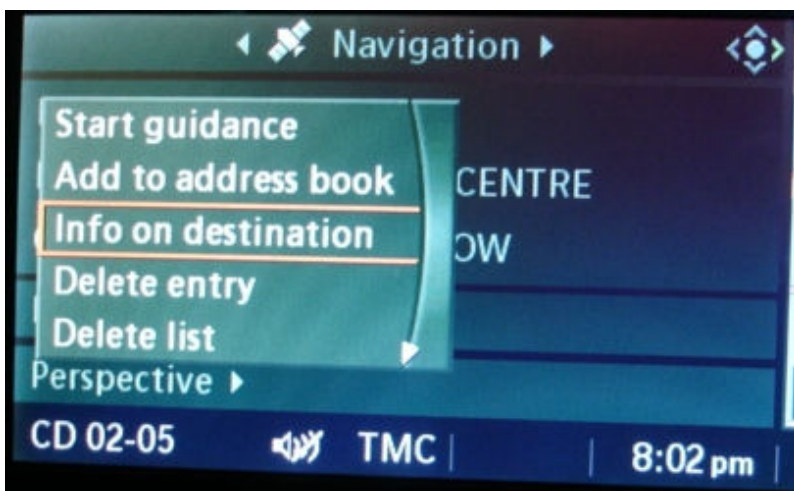 Navigation
Start guidance
Add to address book
CENTRE
Info on destination
OW
Delete entry
Delete list
Perspective
CD 02-05
TMC
8:02 pm